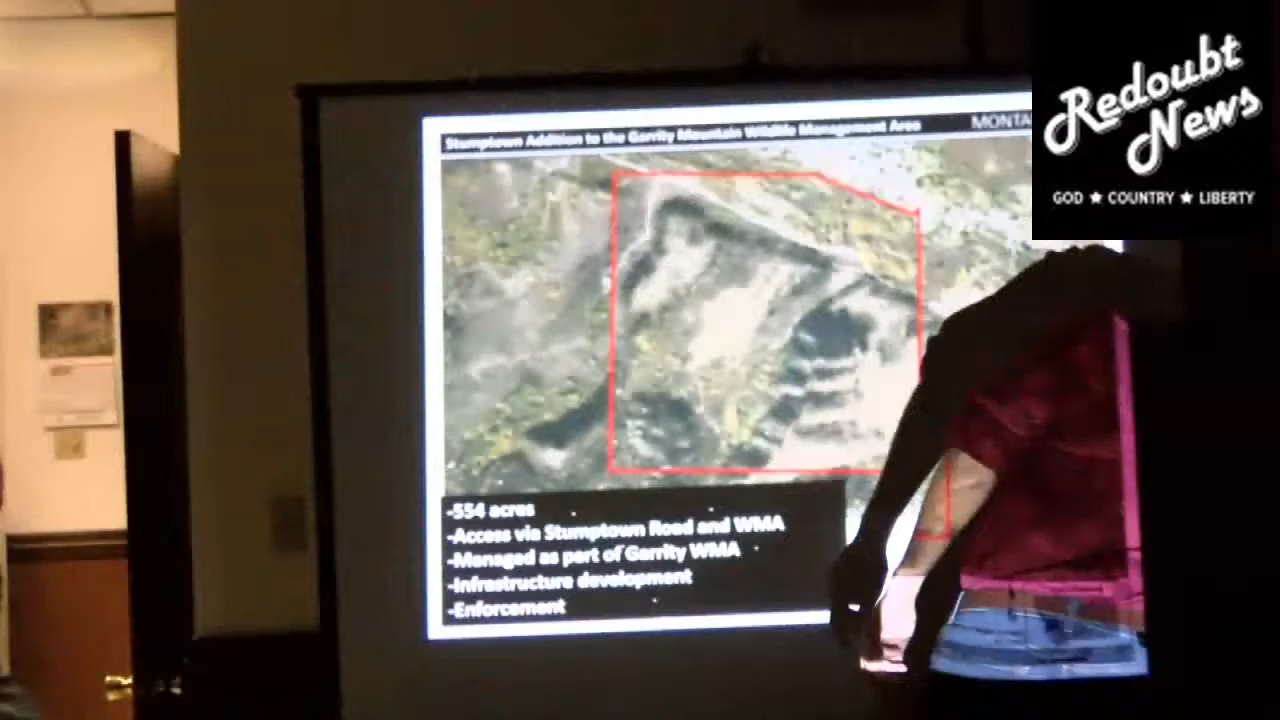 Stumptown Addition to the Garrity Mountain Wildlife Management Area
MONTA
Redoubt
News
GOD ★ COUNTRY ★ LIBERTY
-554 acres
-Access via Stumptown Road and WMA
-Managed as part of Garrity WMA
-Infrastructure development
-Enforcement